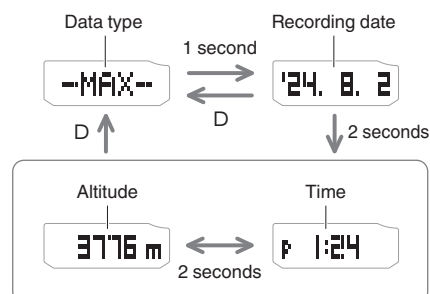 Data type
Recording date
1 second
--MAX--
'24. 8. 2
D
D
2 seconds
Altitude
Time
3776 m
P 1:24
2 seconds